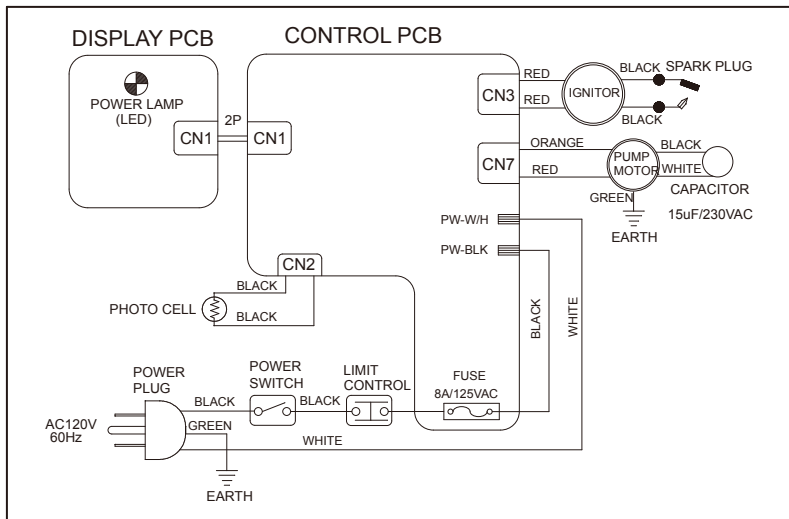 DISPLAY PCB
CONTROL PCB
POWER LAMP
(LED)
CN1
2P
CN1
CN3
RED
RED
IGNITOR
BLACK
BLACK
SPARK PLUG
CN7
ORANGE
RED
PUMP
MOTOR
BLACK
WHITE
GREEN
EARTH
CAPACITOR
15uF/230VAC
PW-W/H
PW-BLK
BLACK
WHITE
CN2
BLACK
BLACK
PHOTO CELL
POWER
PLUG
AC120V
60Hz
BLACK
GREEN
WHITE
EARTH
POWER
SWITCH
BLACK
LIMIT
CONTROL
FUSE
8A/125VAC